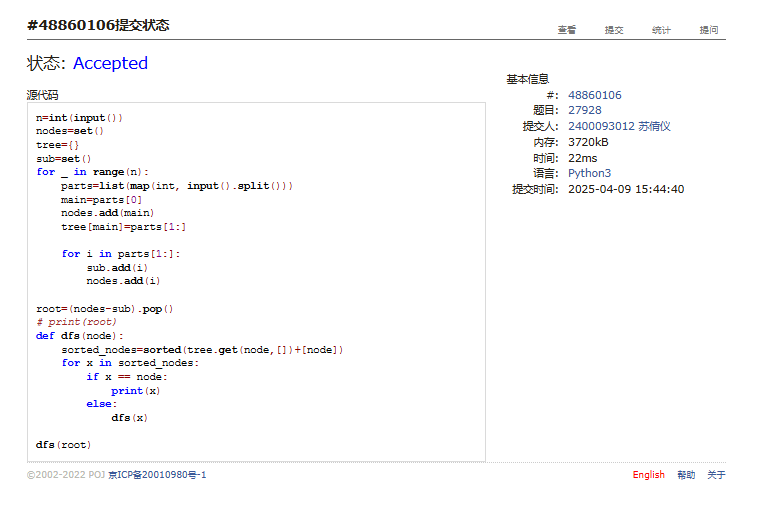 #48860106提交状态
查看 提交 统计 提问
状态: Accepted
源代码
n=int(input())
nodes=set()
tree={}
sub=set()
for _ in range(n):
    parts=list(map(int, input().split()))
    main=parts[0]
    nodes.add(main)
    tree[main]=parts[1:]

    for i in parts[1:]:
        sub.add(i)
        nodes.add(i)

root=(nodes-sub).pop()
# print(root)
def dfs(node):
    sorted_nodes=sorted(tree.get(node,[])+[node])
    for x in sorted_nodes:
        if x == node:
            print(x)
        else:
            dfs(x)

dfs(root)
基本信息
#: 48860106
题目: 27928
提交人: 2400093012 苏倩仪
内存: 3720kB
时间: 22ms
语言: Python3
提交时间: 2025-04-09 15:44:40
©2002-2022 POJ 京ICP备20010980号-1
English 帮助 关于